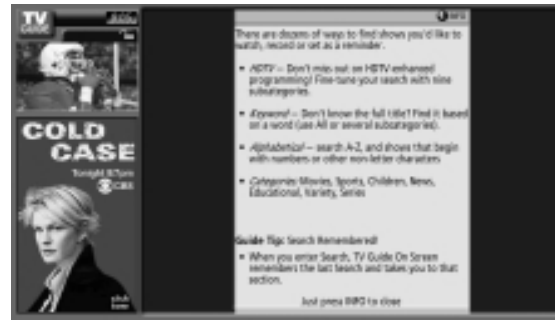 TV
GUIDE
INFO
There are dozens of ways to find shows you'd like to
watch, record or set as a reminder.
• HDTV – Don't miss out on HDTV-enhanced
programming! Fine-tune your search with nine
subcategories.
• Keyword – Don't know the full title? Find it based
on a word (use All or several subcategories).
• Alphabetical – search A-Z, and shows that begin
with numbers or other non-letter characters
• Categories: Movies, Sports, Children, News,
Educational, Variety, Series
Guide Tip: Search Remembered!
• When you enter Search, TV Guide On Screen
remembers the last Search and takes you to that
section.
Just press INFO to close
COLD
CASE
Tonight 8/7pm
CBS
click
here